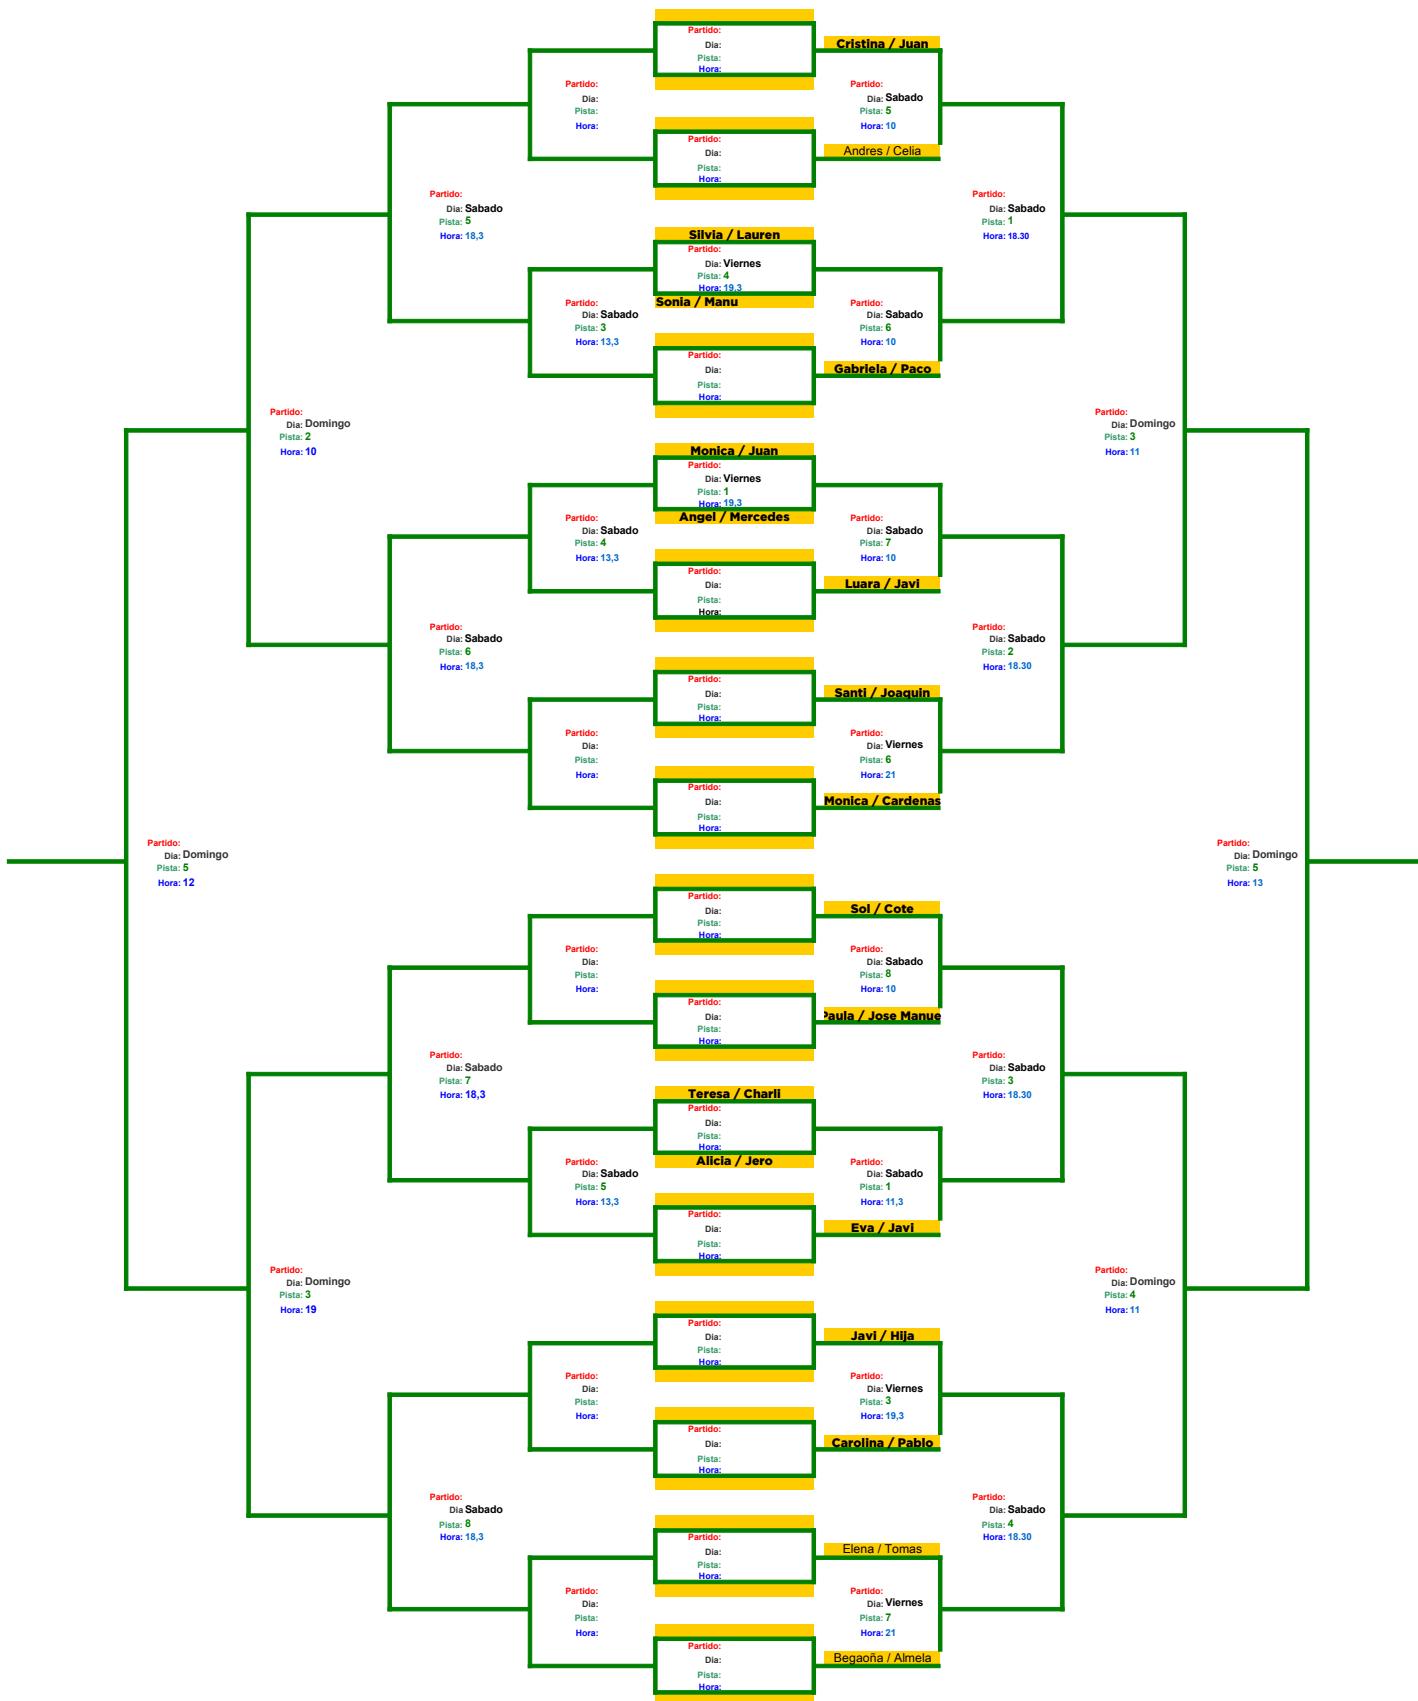 Partido:
Cristina / Juan
Dia:
Pista:
Hora:
Partido:
Partido:
Dia:
Dia: Sabado
Pista:
Pista: 5
Hora:
Hora: 10
Partido:
Andres / Celia
Dia:
Pista:
Hora:
Partido:
Partido:
Dia: Sabado
Dia: Sabado
Pista: 5
Pista: 1
Hora: 18,3
Hora: 18.30
Silvia / Lauren
Partido:
Dia: Viernes
Pista: 4
Hora: 19,3
Sonia / Manu
Partido:
Partido:
Dia: Sabado
Dia: Sabado
Pista: 3
Pista: 6
Hora: 13,3
Hora: 10
Partido:
Gabriela / Paco
Dia:
Pista:
Hora:
Partido:
Partido:
Dia: Domingo
Dia: Domingo
Pista: 2
Pista: 3
Hora: 10
Hora: 11
Monica / Juan
Partido:
Dia: Viernes
Pista: 1
Hora: 19,3
Angel / Mercedes
Partido:
Partido:
Dia: Sabado
Dia: Sabado
Pista: 4
Pista: 7
Hora: 13,3
Hora: 10
Partido:
Luara / Javi
Dia:
Pista:
Hora:
Partido:
Partido:
Dia: Sabado
Dia: Sabado
Pista: 6
Pista: 2
Hora: 18,3
Hora: 18.30
Partido:
Santi / Joaquin
Dia:
Pista:
Hora:
Partido:
Partido:
Dia:
Dia: Viernes
Pista:
Pista: 6
Hora:
Hora: 21
Partido:
Monica / Cardenas
Dia:
Pista:
Hora:
Partido:
Partido:
Dia: Domingo
Dia: Domingo
Pista: 5
Pista: 5
Hora: 12
Hora: 13
Partido:
Sol / Cote
Dia:
Pista:
Hora:
Partido:
Partido:
Dia:
Dia: Sabado
Pista:
Pista: 8
Hora:
Hora: 10
Partido:
Paula / Jose Manue
Dia:
Pista:
Hora:
Partido:
Partido:
Dia: Sabado
Dia: Sabado
Pista: 7
Pista: 3
Hora: 18,3
Hora: 18.30
Teresa / Charli
Partido:
Dia:
Pista:
Hora:
Alicia / Jero
Partido:
Partido:
Dia: Sabado
Dia: Sabado
Pista: 5
Pista: 1
Hora: 13,3
Hora: 11,3
Partido:
Eva / Javi
Dia:
Pista:
Hora:
Partido:
Partido:
Dia: Domingo
Dia: Domingo
Pista: 3
Pista: 4
Hora: 19
Hora: 11
Partido:
Javi / Hija
Dia:
Pista:
Hora:
Partido:
Partido:
Dia:
Dia: Viernes
Pista:
Pista: 3
Hora:
Hora: 19,3
Partido:
Carolina / Pablo
Dia:
Pista:
Hora:
Partido:
Partido:
Dia Sabado
Dia: Sabado
Pista: 8
Pista: 4
Hora: 18,3
Hora: 18.30
Partido:
Elena / Tomas
Dia:
Pista:
Hora:
Partido:
Partido:
Dia:
Dia: Viernes
Pista:
Pista: 7
Hora:
Hora: 21
Partido:
Begaoña / Almela
Dia:
Pista:
Hora: